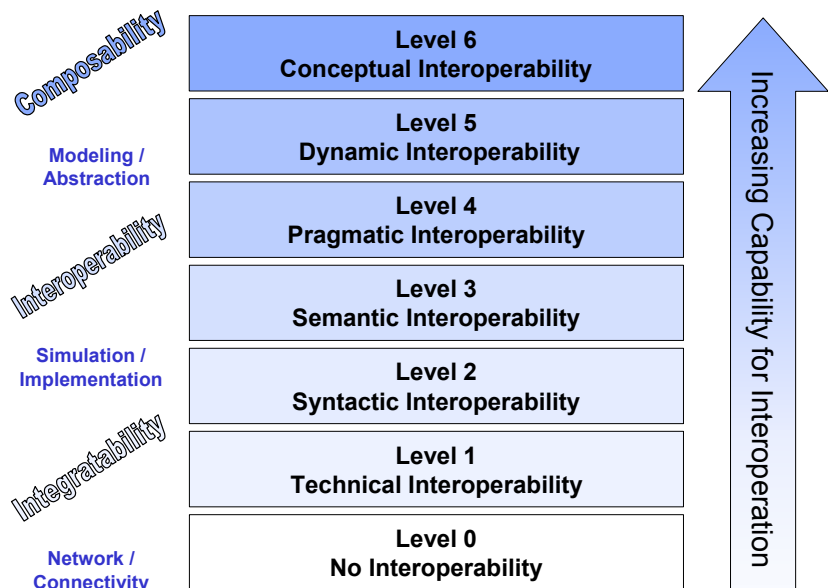 Composability
Modeling /
Abstraction
Interoperability
Simulation /
Implementation
Integratability
Network /
Connectivity
Level 6
Conceptual Interoperability
Level 5
Dynamic Interoperability
Level 4
Pragmatic Interoperability
Level 3
Semantic Interoperability
Level 2
Syntactic Interoperability
Level 1
Technical Interoperability
Level 0
No Interoperability
Increasing Capability for Interoperation